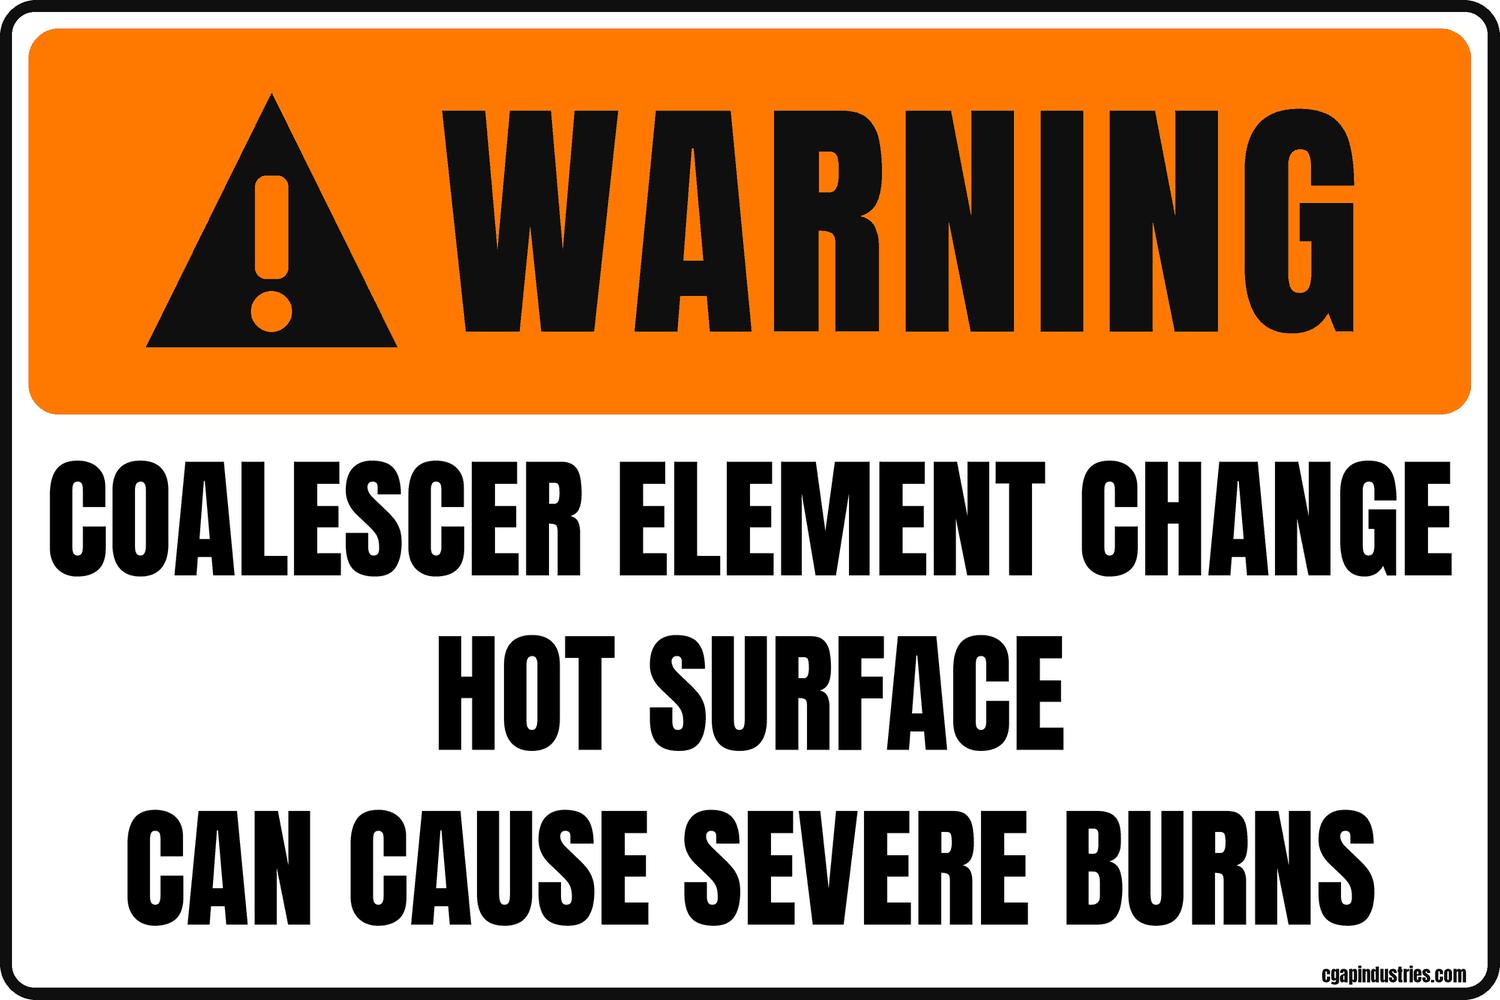 WARNING
COALESCER ELEMENT CHANGE
HOT SURFACE
CAN CAUSE SEVERE BURNS
cgapindustries.com